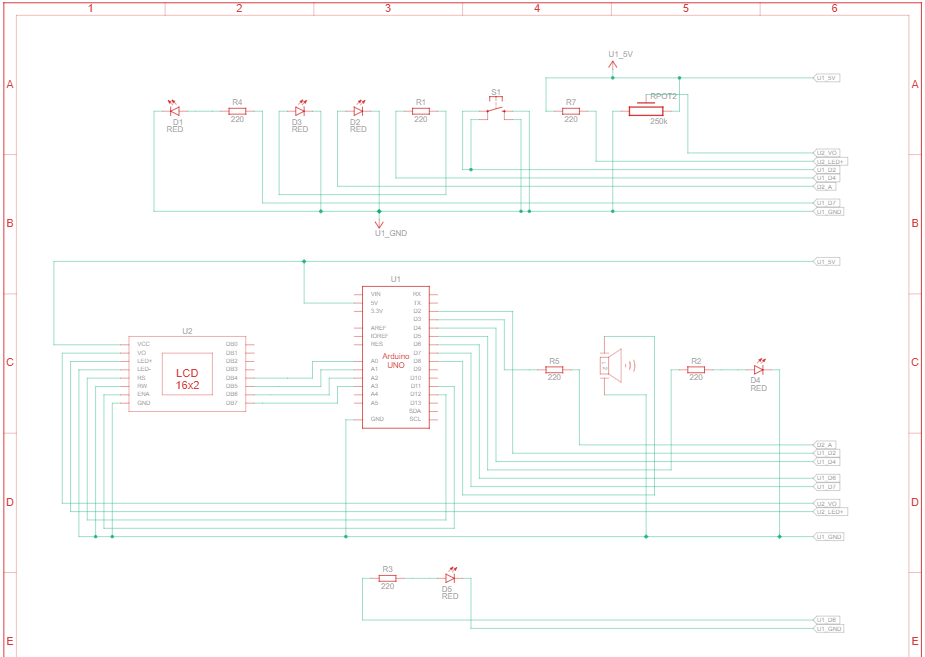 1 2 3 4 5 6
A A
U1_5V
U1_5V
S1
R4 R1 R7 RPOT2
D1 D3 D2
RED 220 RED RED 220 220 250k
U2_VO
U2_LED+
U1_D2
U1_D4
D2_A
U1_D7
U1_GND
B B
U1_GND
U1_5V
U1
VIN RX
5V TX
3.3V D2
D3
AREF D4
IOREF D5
RES D6
D7
Arduino
UNO
A0 D8
A1 D9
A2 D10
A3 D11
A4 D12
A5 D13
SDA
GND SCL
U2
VCC DB0
VO DB1
LED+ DB2
LED- DB3
RS DB4
RW DB5
ENA DB6
GND DB7
LCD
16x2
C C
R5 R2
220 220
D4
RED
D2_A
U1_D2
U1_D4
U1_D6
U1_D7
D D
U2_VO
U2_LED+
U1_GND
R3
220
D5
RED
U1_GND
E E